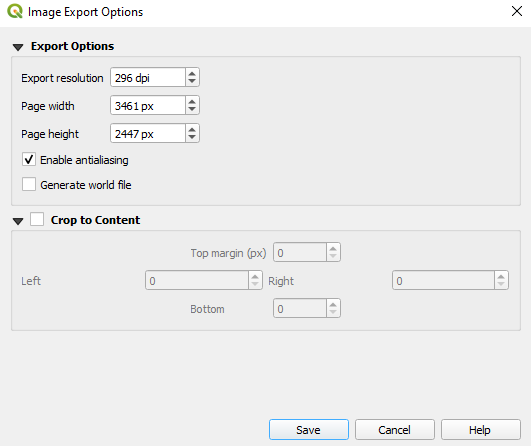 Image Export Options
Export Options
Export resolution 296 dpi
Page width 3461 px
Page height 2447 px
Enable antialiasing
Generate world file
Crop to Content
Top margin (px) 0
Left 0 Right 0
Bottom 0
Save Cancel Help